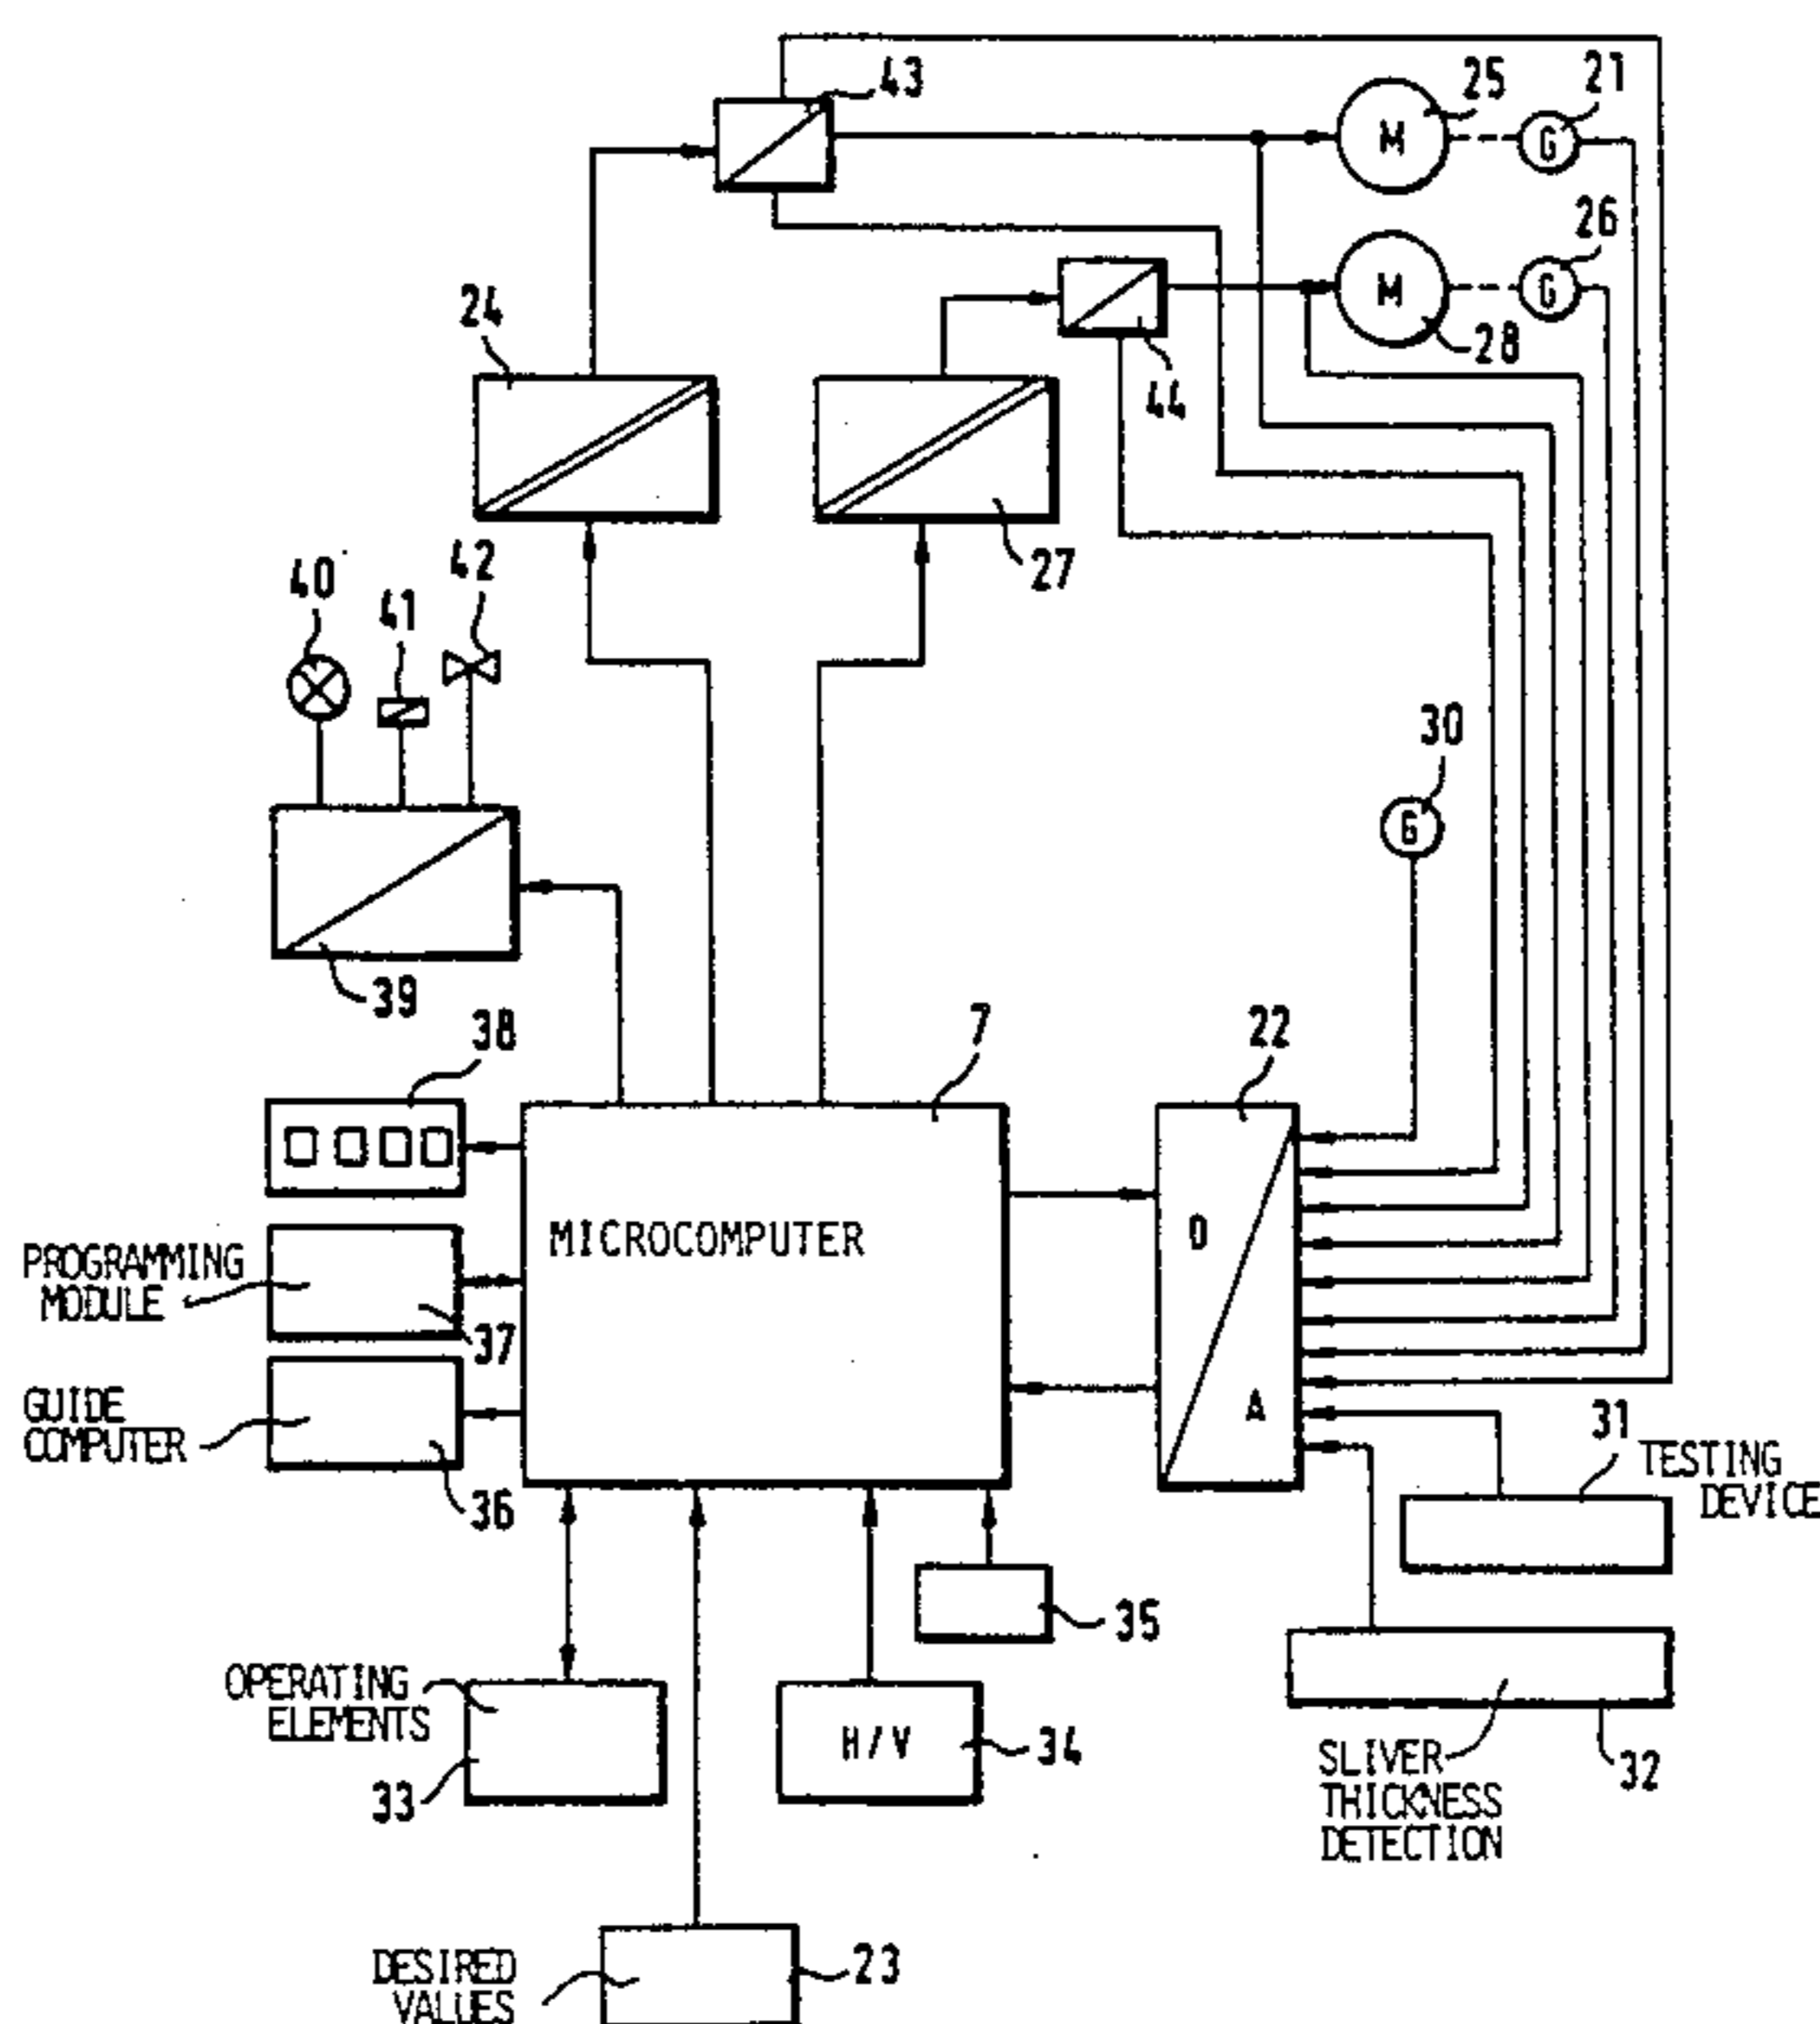 43
25
21
M
G
26
24
M
G
28
44
27
42
40
41
30
G
39
38
7
22
MICROCOMPUTER
D
A
PROGRAMMING
MODULE
37
GUIDE
COMPUTER
36
31
TESTING
DEVICE
35
OPERATING
ELEMENTS
33
H/V
34
SLIVER
THICKNESS
DETECTION
32
DESIRED
VALUES
23